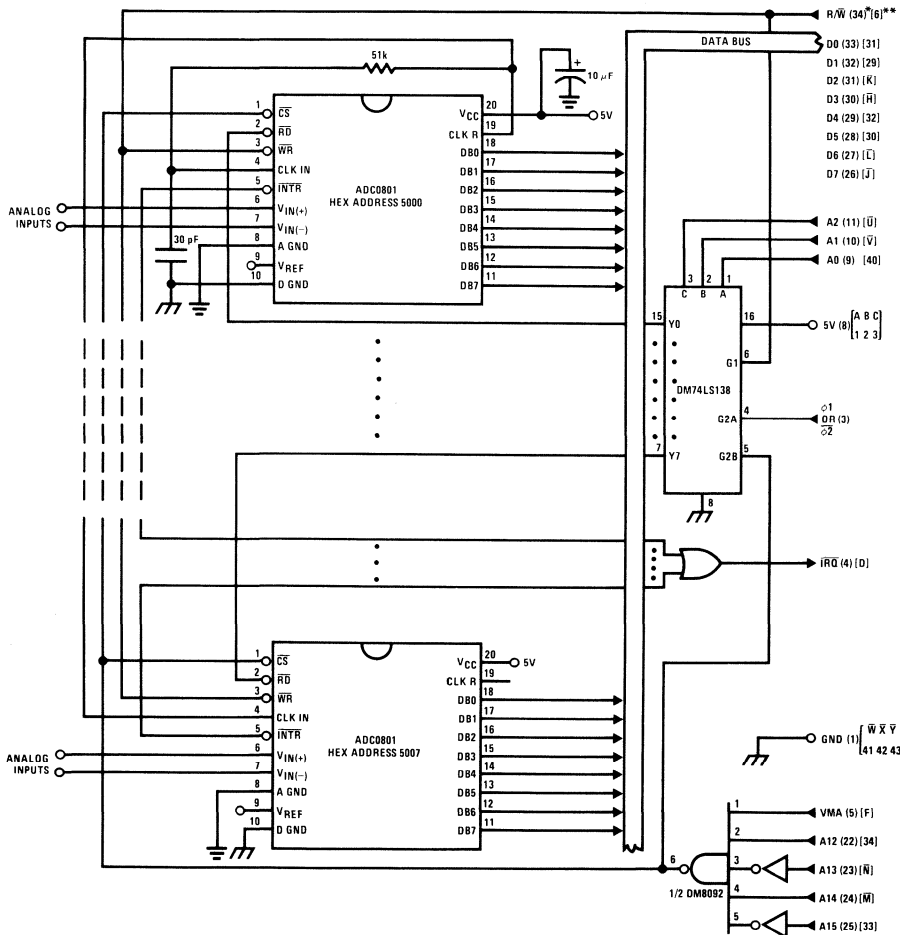 R/W̅ (34)*[6]**
DATA BUS
D0 (33) [31]
D1 (32) [29]
D2 (31) [K̅]
D3 (30) [H̅]
D4 (29) [32]
D5 (28) [30]
D6 (27) [L̅]
D7 (26) [J̅]
51k
+
10 μF
5V
1 C̅S̅
2 R̅D̅
3 W̅R̅
4 CLK IN
5 I̅N̅T̅R̅
6 VIN(+)
7 VIN(−)
8 A GND
9 VREF
10 D GND
ADC0801
HEX ADDRESS 5000
VCC 20
CLK R 19
DB0 18
DB1 17
DB2 16
DB3 15
DB4 14
DB5 13
DB6 12
DB7 11
ANALOG
INPUTS
30 pF
A2 (11) [U̅]
A1 (10) [V̅]
A0 (9) [40]
3 2 1
C B A
15 Y0
16
5V (8) [A B C
1 2 3]
6
G1
DM74LS138
4
G2A
ϕ1
OR (3)
ϕ̅2̅
7 Y7
5
G2B
8
I̅R̅Q̅ (4) [D]
1 C̅S̅
2 R̅D̅
3 W̅R̅
4 CLK IN
5 I̅N̅T̅R̅
6 VIN(+)
7 VIN(−)
8 A GND
9 VREF
10 D GND
ADC0801
HEX ADDRESS 5007
VCC 20
5V
CLK R 19
DB0 18
DB1 17
DB2 16
DB3 15
DB4 14
DB5 13
DB6 12
DB7 11
ANALOG
INPUTS
GND (1) [W̅ X̅ Y̅
41 42 43
1 VMA (5) [F]
2 A12 (22) [34]
3 A13 (23) [N̅]
4 A14 (24) [M̅]
5 A15 (25) [33]
6
1/2 DM8092